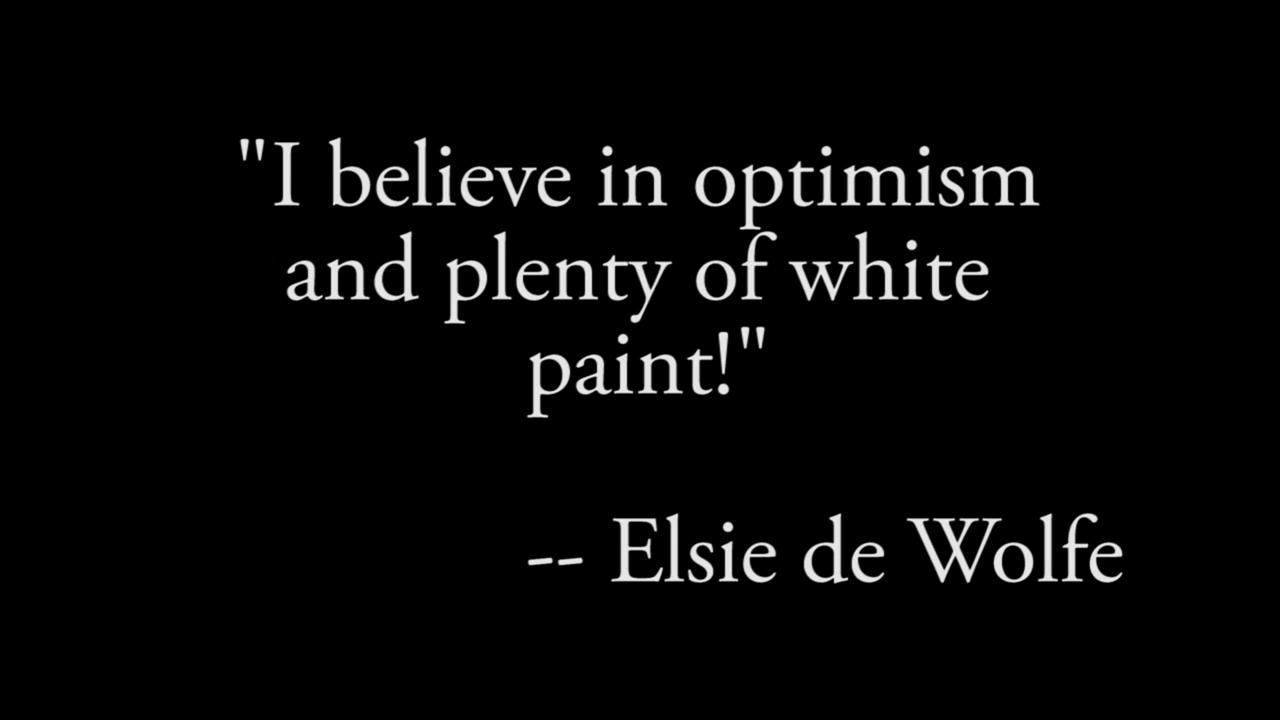 "I believe in optimism
and plenty of white
paint!"
-- Elsie de Wolfe